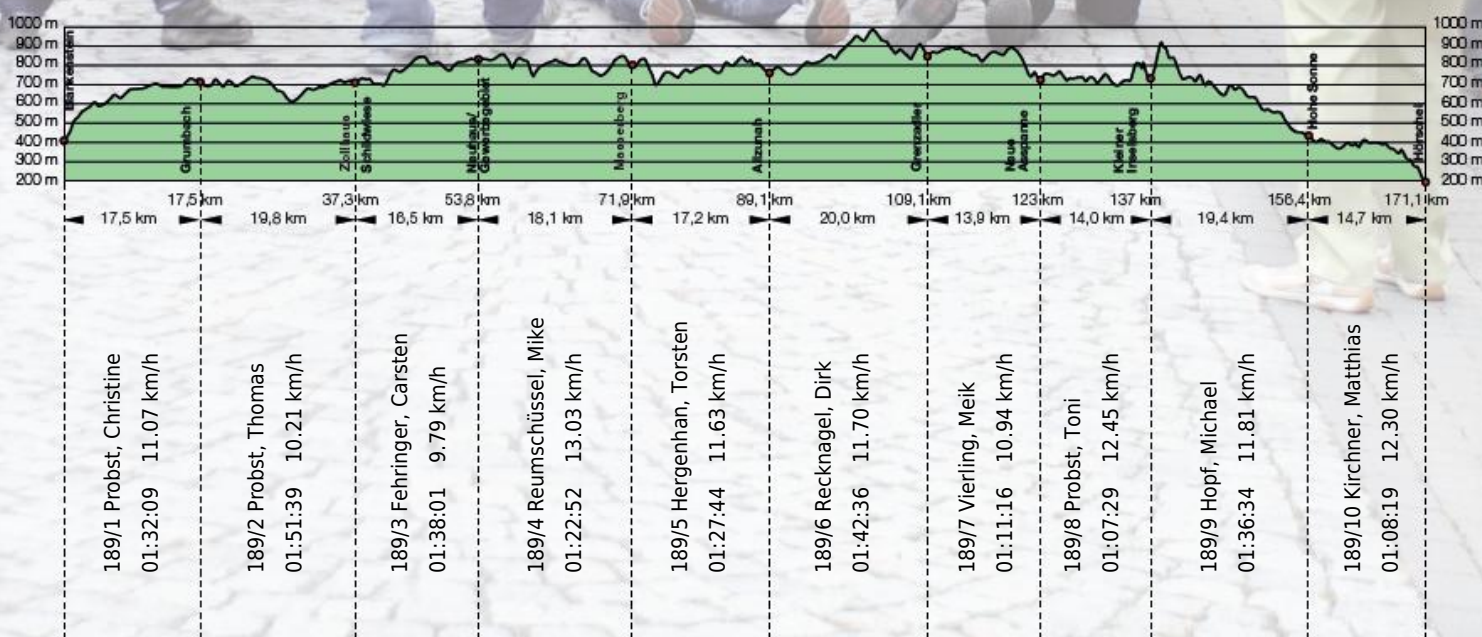 1000 m
900 m
800 m
700 m
600 m
500 m
400 m
300 m
200 m
1000 m
900 m
800 m
700 m
600 m
500 m
400 m
300 m
200 m
Blankenstein
Grumbach
Zollhaus
Schildwiese
Neuhaus/
Gewerbegebiet
Masserberg
Allzunah
Grenzadler
Neue
Ausspanne
Kleiner
Inselsberg
Hohe Sonne
Hörschel
17,5 km 37,3 km 53,8 km 71,9 km 89,1 km 109,1 km 123 km 137 km 156,4 km 171,1 km
17,5 km 19,8 km 16,5 km 18,1 km 17,2 km 20,0 km 13,9 km 14,0 km 19,4 km 14,7 km
189/1 Probst, Christine
01:32:09 11.07 km/h
189/2 Probst, Thomas
01:51:39 10.21 km/h
189/3 Fehringer, Carsten
01:38:01 9.79 km/h
189/4 Reumschüssel, Mike
01:22:52 13.03 km/h
189/5 Hergenhan, Torsten
01:27:44 11.63 km/h
189/6 Recknagel, Dirk
01:42:36 11.70 km/h
189/7 Vierling, Meik
01:11:16 10.94 km/h
189/8 Probst, Toni
01:07:29 12.45 km/h
189/9 Hopf, Michael
01:36:34 11.81 km/h
189/10 Kirchner, Matthias
01:08:19 12.30 km/h